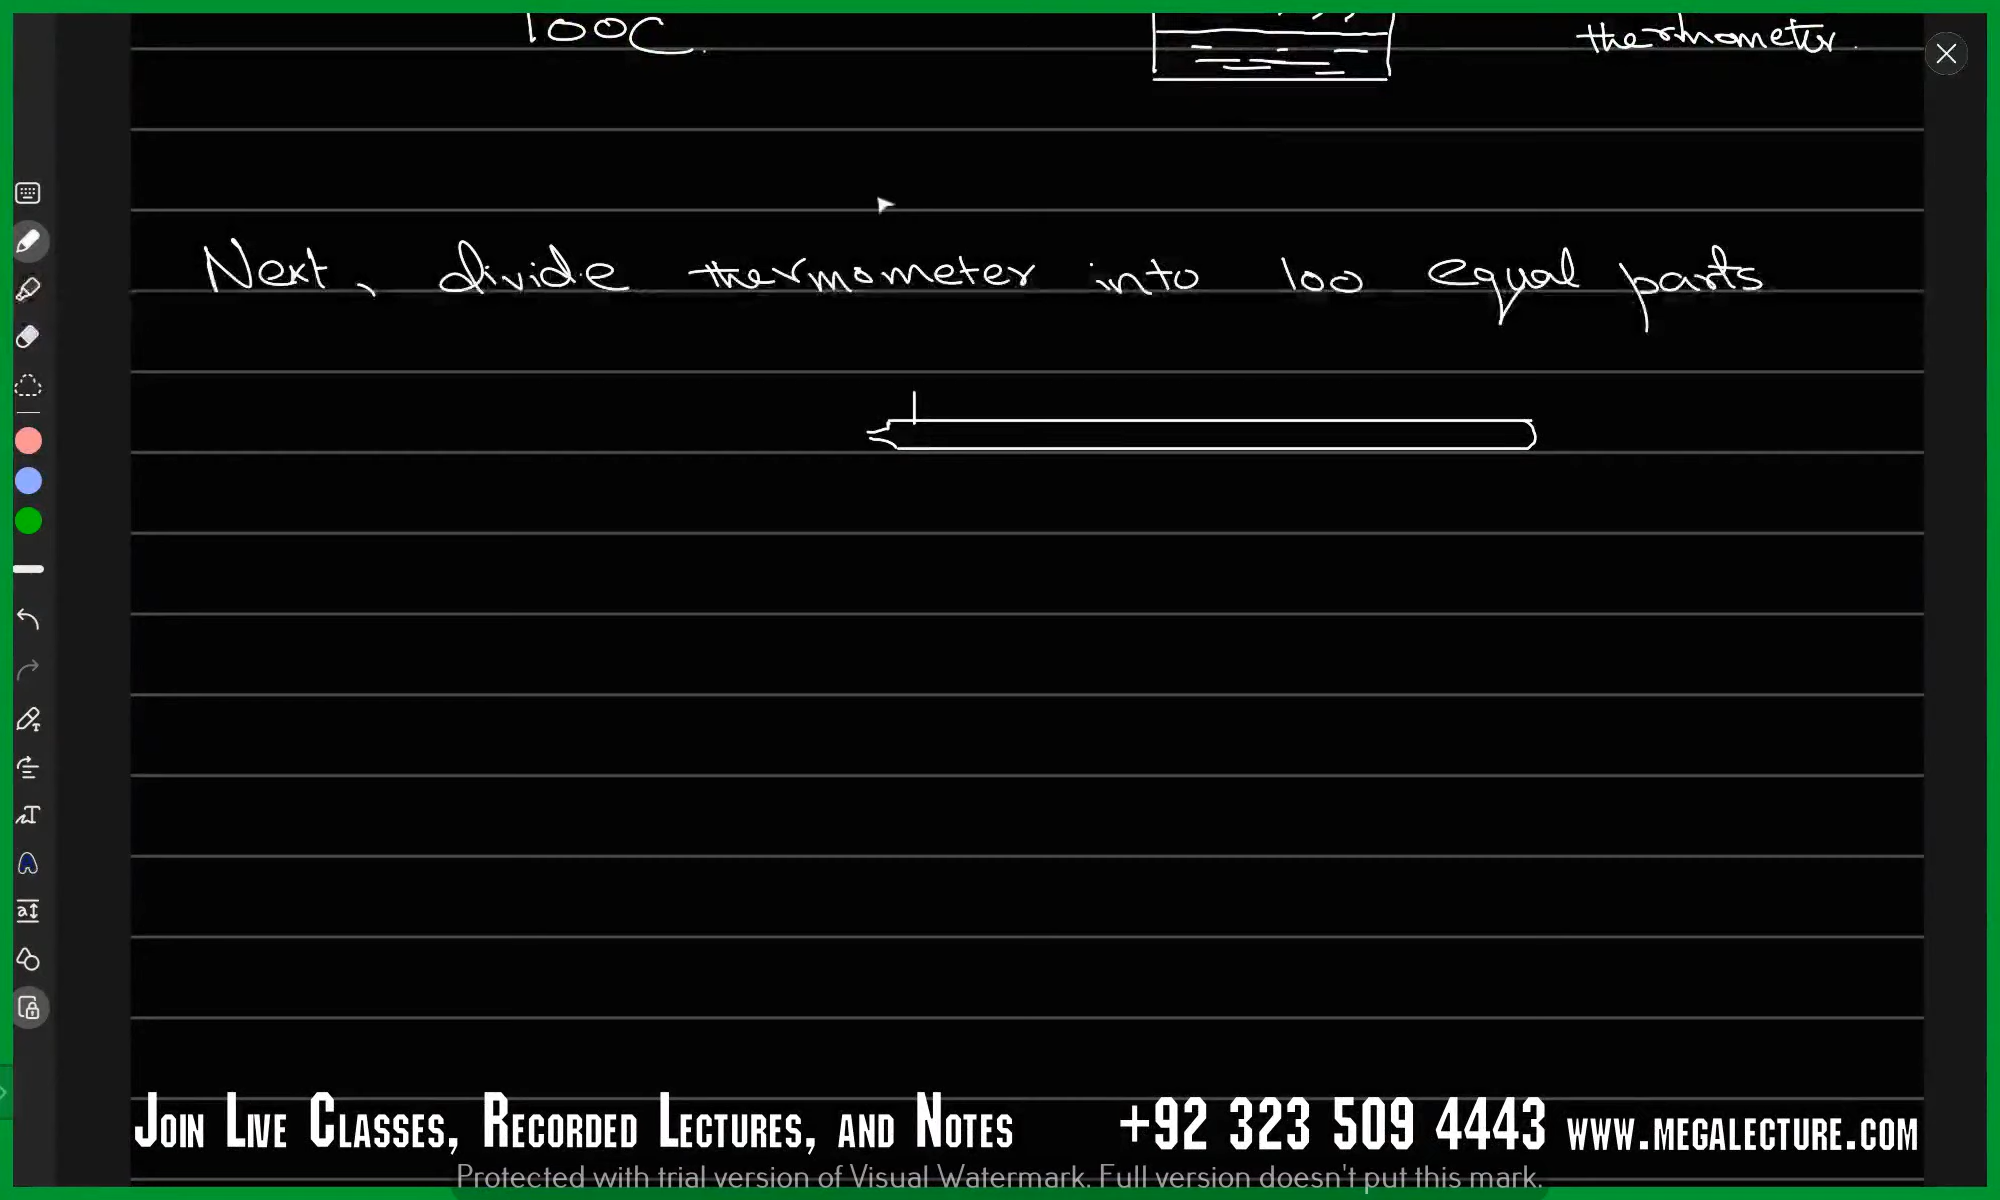 100C. thermometer.
Next, divide thermometer into 100 equal parts
JOIN LIVE CLASSES, RECORDED LECTURES, AND NOTES +92 323 509 4443 WWW.MEGALECTURE.COM
Protected with trial version of Visual Watermark. Full version doesn't put this mark.